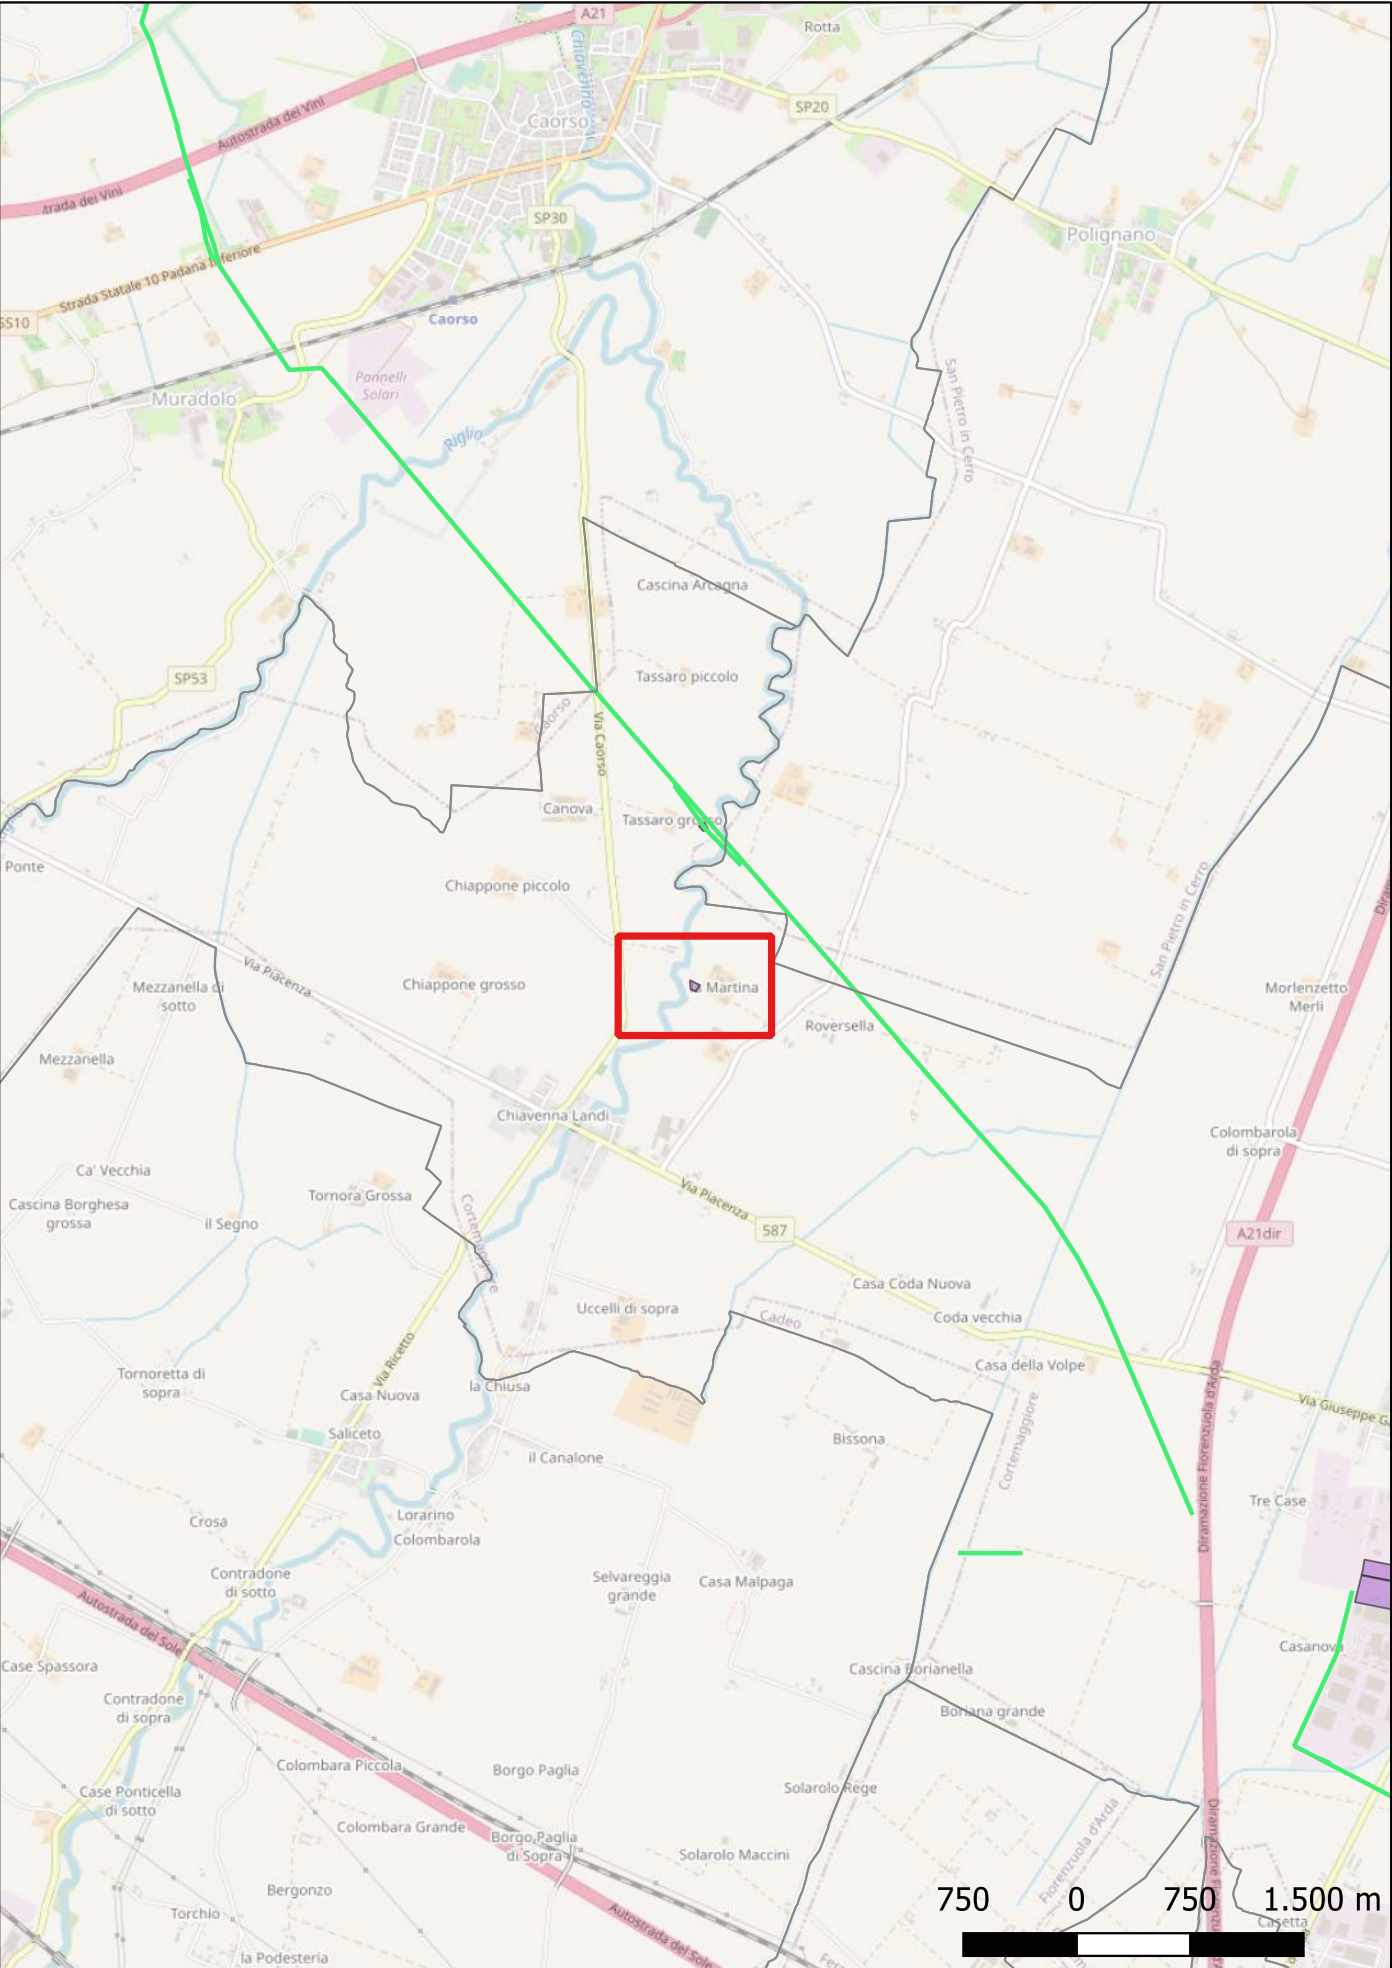 A21
Rotta
Chiavenna
SP20
Autostrada dei Vini
Caorso
trada dei Vini
SP30
Polignano
Strada Statale 10 Padana Inferiore
SS10
Caorso
Pannelli
Solari
San Pietro in Cerro
Muradolo
Riglio
Cascina Arcagna
SP53
Tassaro piccolo
Caorso
Via Caorso
Canova
Tassaro grosso
Ponte
Chiappone piccolo
San Pietro in Cerro
Via Piacenza
Mezzanella di
sotto
Chiappone grosso
Martina
Morlenzetto
Merli
Roversella
Mezzanella
Chiavenna Landi
Colombarola
di sopra
Ca' Vecchia
Tornora Grossa
Via Piacenza
Cascina Borghesa
grossa
il Segno
Cortemaggiore
587
A21dir
Casa Coda Nuova
Uccelli di sopra
Cadeo
Coda vecchia
Via Ricetto
Casa della Volpe
Tornoretta di
sopra
Casa Nuova
la Chiusa
Via Giuseppe G
Saliceto
Bissona
Cortemaggiore
Diramazione Fiorenzuola d'Arda
il Canalone
Tre Case
Crosa
Lorarino
Colombarola
Contradone
di sotto
Selvareggia
grande
Casa Malpaga
Autostrada del Sole
Casanova
Case Spassora
Cascina Borianella
Contradone
di sopra
Boriana grande
Colombara Piccola
Borgo Paglia
Solarolo Rege
Case Ponticella
di sotto
Colombara Grande
Borgo Paglia
di Sopra
Solarolo Maccini
Fiorenzuola d'Arda
Bergonzo
750 0 750 1.500 m
Torchio
Casetta
Autostrada del Sole
la Podesteria